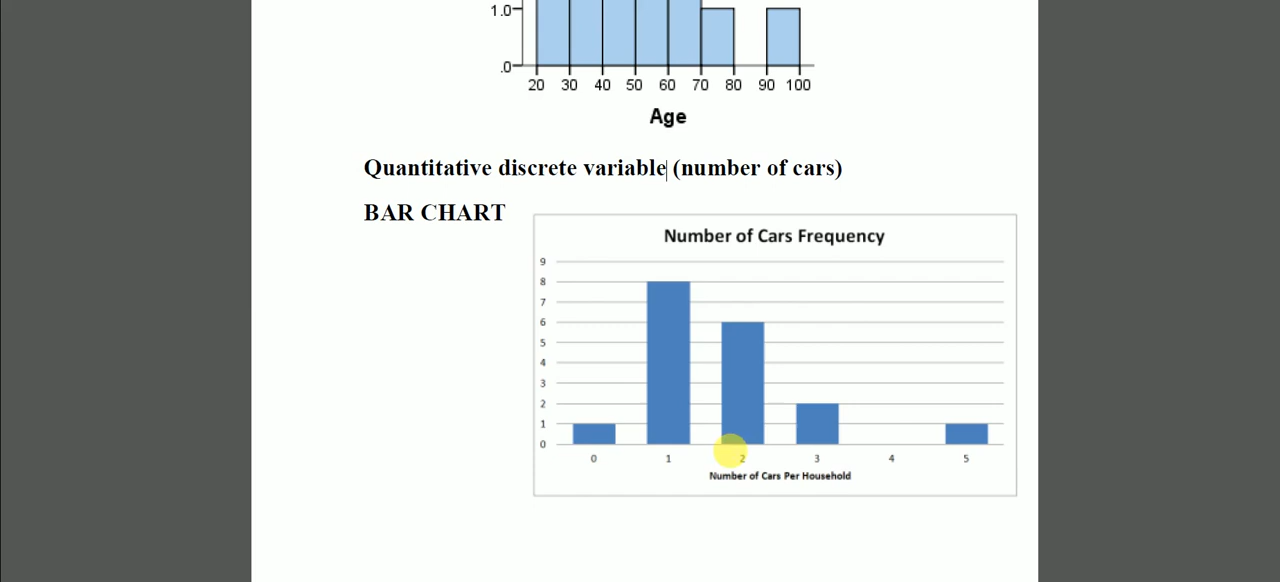 1.0
.0
20 30 40 50 60 70 80 90 100
Age
Quantitative discrete variable (number of cars)
BAR CHART
Number of Cars Frequency
9
8
7
6
5
4
3
2
1
0
0 1 2 3 4 5
Number of Cars Per Household